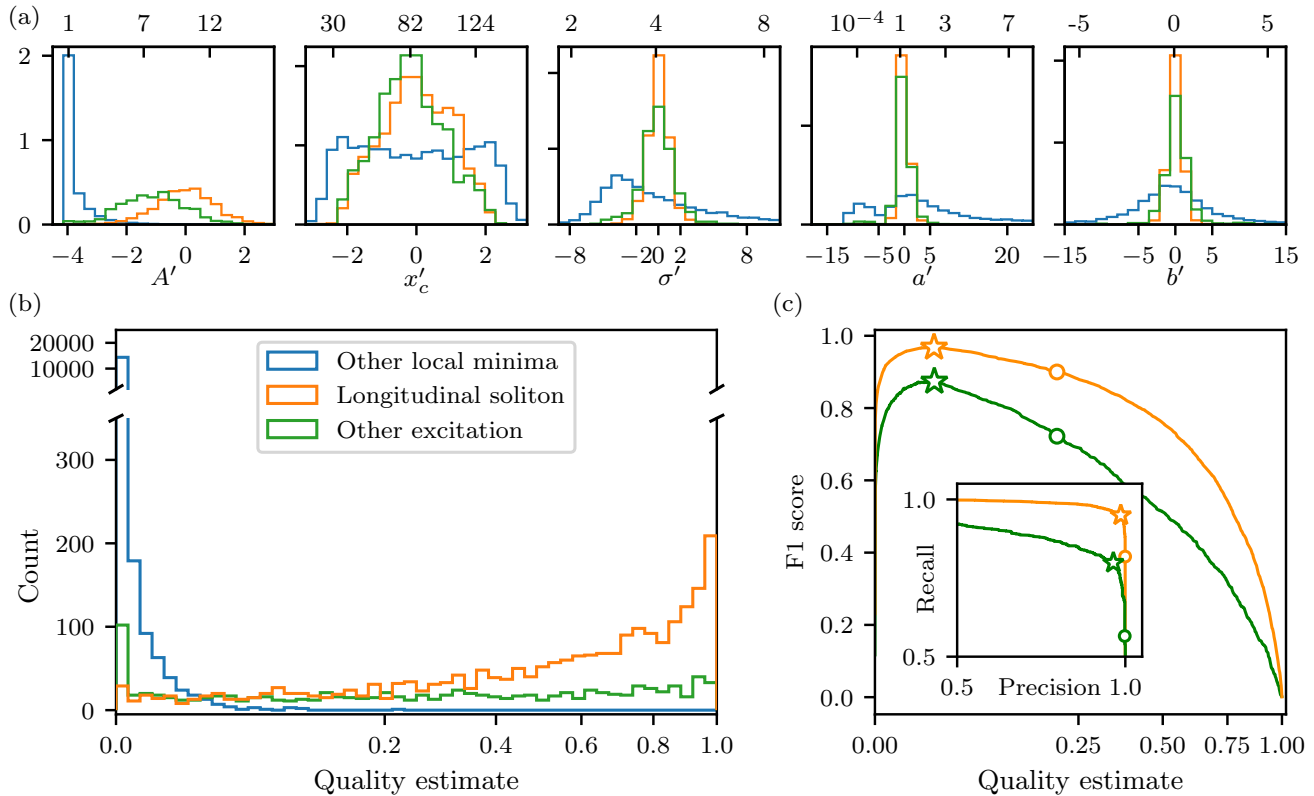 (a)
1 7 12
30 82 124
2 4 8
10⁻⁴ 1 3 7
-5 0 5
2
1
0
−4 −2 0 2
−2 0 2
−8 −2 0 2 8
−15 −5 0 5 20
−15 −5 0 5 15
A′
x′c
σ′
a′
b′
(b)
20000
10000
300
200
100
0
Count
Other local minima
Longitudinal soliton
Other excitation
0.0 0.2 0.4 0.6 0.8 1.0
Quality estimate
(c)
1.0
0.8
0.6
0.4
0.2
0.0
F1 score
1.0
0.5
Recall
0.5 Precision 1.0
0.00 0.25 0.50 0.75 1.00
Quality estimate